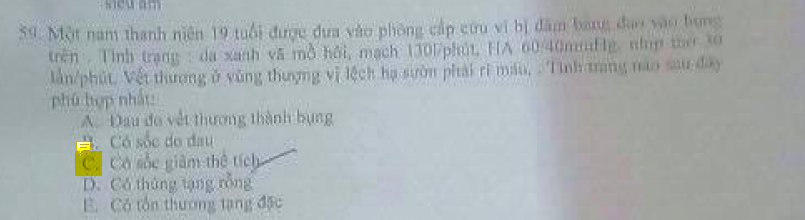 siêu âm
59. Một nam thanh niên 19 tuổi được đưa vào phòng cấp cứu vì bị đâm bằng dao vào bụng
trên . Tình trạng : da xanh vã mồ hôi, mạch 130l/phút, HA 60/40mmHg, nhịp thở 30
lần/phút. Vết thương ở vùng thượng vị lệch hạ sườn phải rỉ máu, . Tình trạng nào sau đây
phù hợp nhất:
A. Đau do vết thương thành bụng
B. Có sốc do đau
C. Có sốc giảm thể tích
D. Có thủng tạng rỗng
E. Có tổn thương tạng đặc